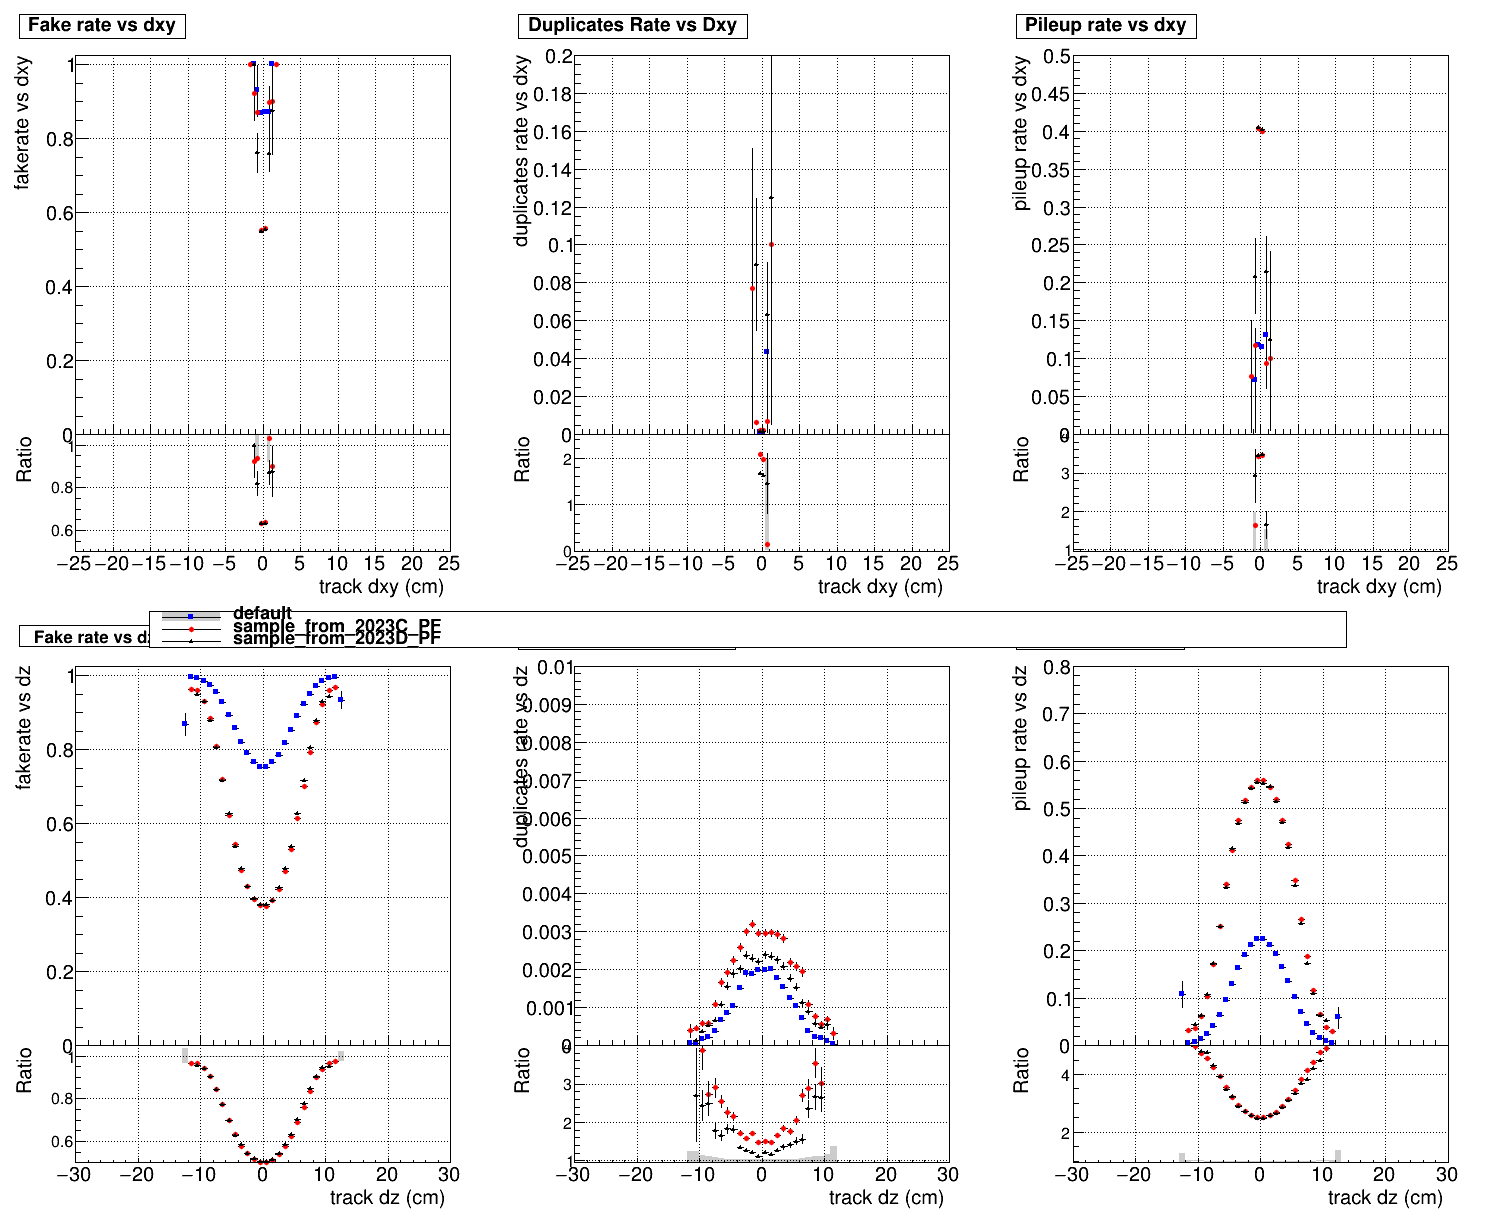 Fake rate vs dxy
Duplicates Rate vs Dxy
Pileup rate vs dxy
fakerate vs dxy
1
0.8
0.6
0.4
0.2
0
Ratio
1
0.8
0.6
−25 −20 −15 −10 −5 0 5 10 15 20 25
track dxy (cm)
duplicates rate vs dxy
0.2
0.18
0.16
0.14
0.12
0.1
0.08
0.06
0.04
0.02
0
Ratio
2
1
0
−25 −20 −15 −10 −5 0 5 10 15 20 25
track dxy (cm)
pileup rate vs dxy
0.5
0.45
0.4
0.35
0.3
0.25
0.2
0.15
0.1
0.05
0
Ratio
3
2
1
−25 −20 −15 −10 −5 0 5 10 15 20 25
track dxy (cm)
default
sample_from_2023C_PF
sample_from_2023D_PF
Fake rate vs dz
fakerate vs dz
1
0.8
0.6
0.4
0.2
0
Ratio
1
0.8
0.6
−30 −20 −10 0 10 20 30
track dz (cm)
duplicates rate vs dz
0.01
0.009
0.008
0.007
0.006
0.005
0.004
0.003
0.002
0.001
0
Ratio
3
2
1
−30 −20 −10 0 10 20 30
track dz (cm)
pileup rate vs dz
0.8
0.7
0.6
0.5
0.4
0.3
0.2
0.1
0
Ratio
4
2
−30 −20 −10 0 10 20 30
track dz (cm)